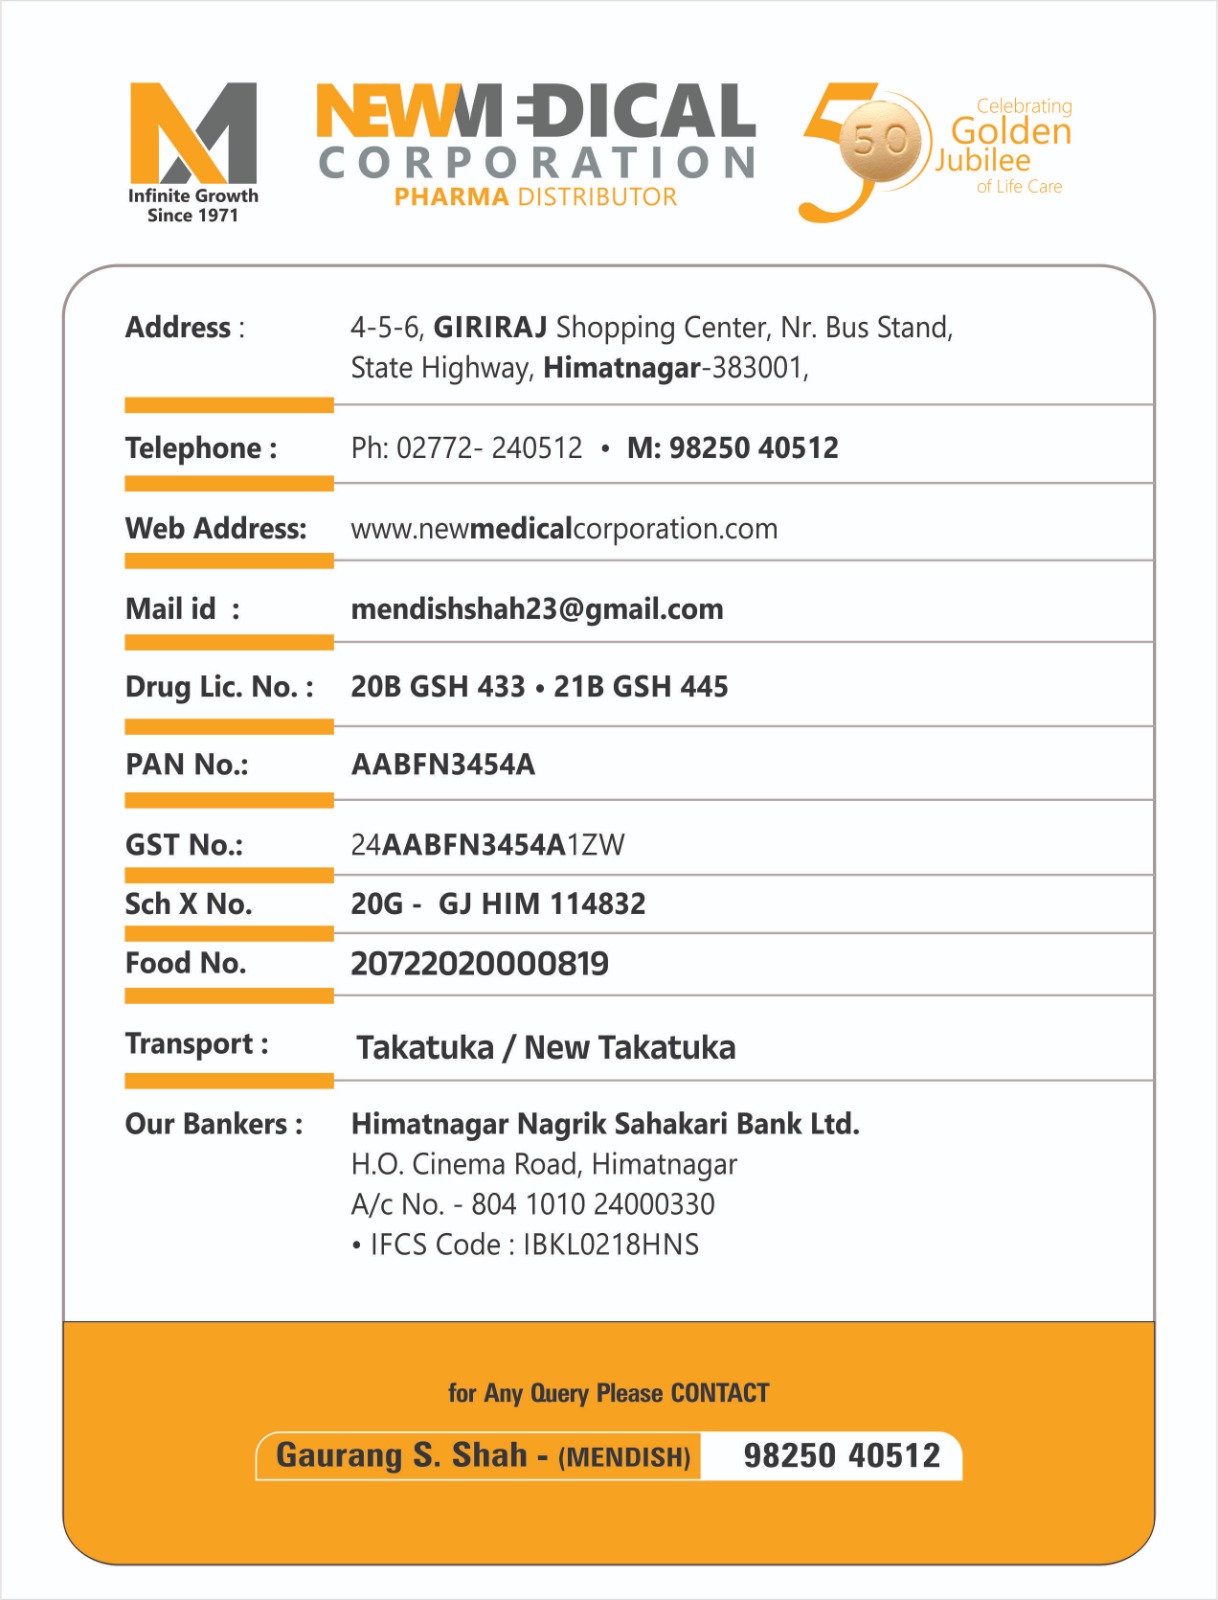 M
Infinite Growth
Since 1971
NEWMEDICAL
CORPORATION
PHARMA DISTRIBUTOR
50
50
Celebrating
Golden
Jubilee
of Life Care
Address : 4-5-6, GIRIRAJ Shopping Center, Nr. Bus Stand,
State Highway, Himatnagar-383001,
Telephone : Ph: 02772- 240512 • M: 98250 40512
Web Address: www.newmedicalcorporation.com
Mail id : mendishshah23@gmail.com
Drug Lic. No. : 20B GSH 433 • 21B GSH 445
PAN No.: AABFN3454A
GST No.: 24AABFN3454A1ZW
Sch X No. 20G - GJ HIM 114832
Food No. 20722020000819
Transport : Takatuka / New Takatuka
Our Bankers : Himatnagar Nagrik Sahakari Bank Ltd.
H.O. Cinema Road, Himatnagar
A/c No. - 804 1010 24000330
• IFCS Code : IBKL0218HNS
for Any Query Please CONTACT
Gaurang S. Shah - (MENDISH) 98250 40512